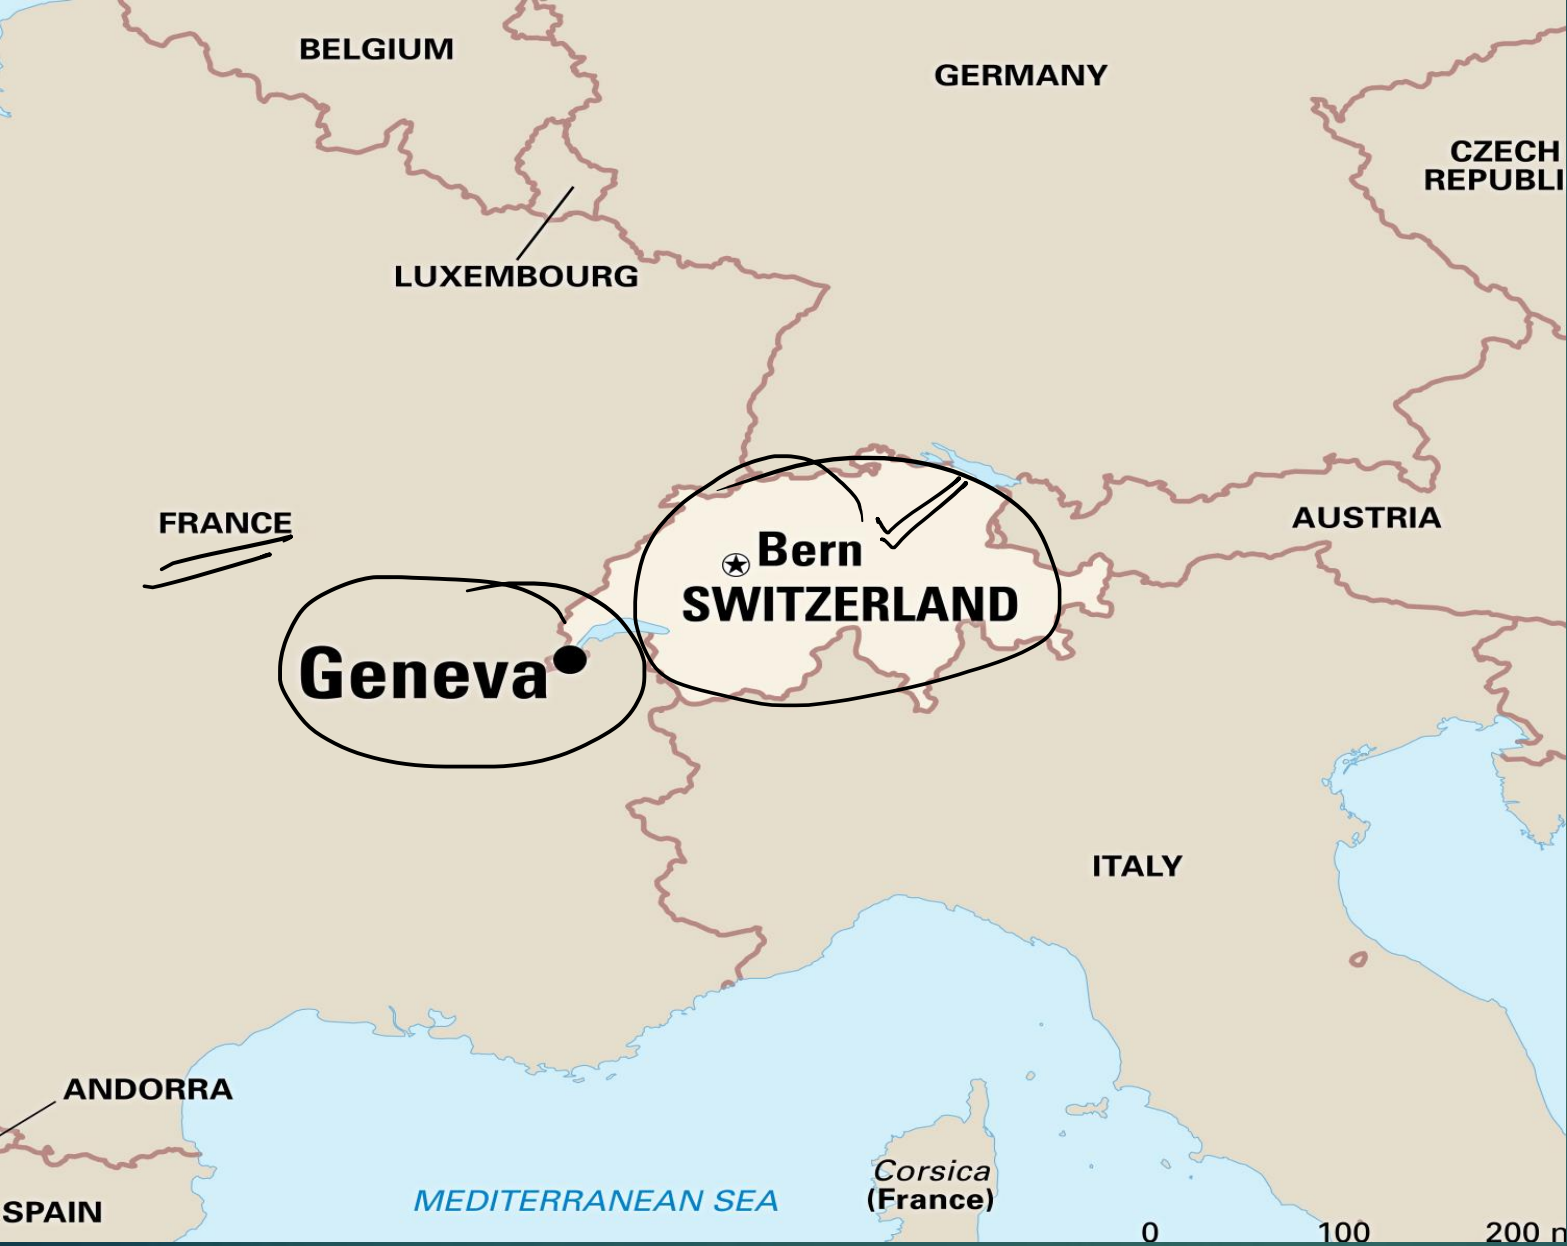 BELGIUM
GERMANY
CZECH
REPUBLI
LUXEMBOURG
FRANCE
AUSTRIA
Bern
SWITZERLAND
Geneva
ITALY
ANDORRA
Corsica
(France)
MEDITERRANEAN SEA
SPAIN
0 100 200